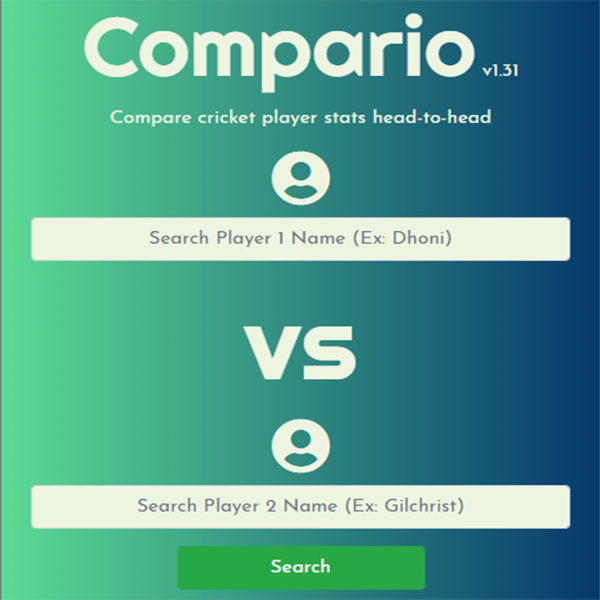 Compario v1.31
Compare cricket player stats head-to-head
Search Player 1 Name (Ex: Dhoni)
VS
Search Player 2 Name (Ex: Gilchrist)
Search